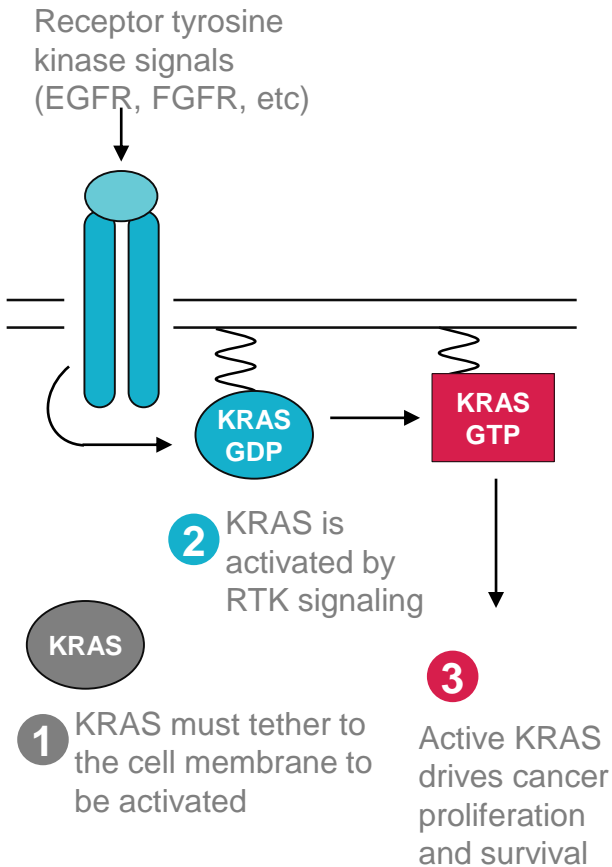 Receptor tyrosine
kinase signals
(EGFR, FGFR, etc)
KRAS
GDP
KRAS
GTP
2
KRAS is
activated by
RTK signaling
KRAS
1
KRAS must tether to
the cell membrane to
be activated
3
Active KRAS
drives cancer
proliferation
and survival